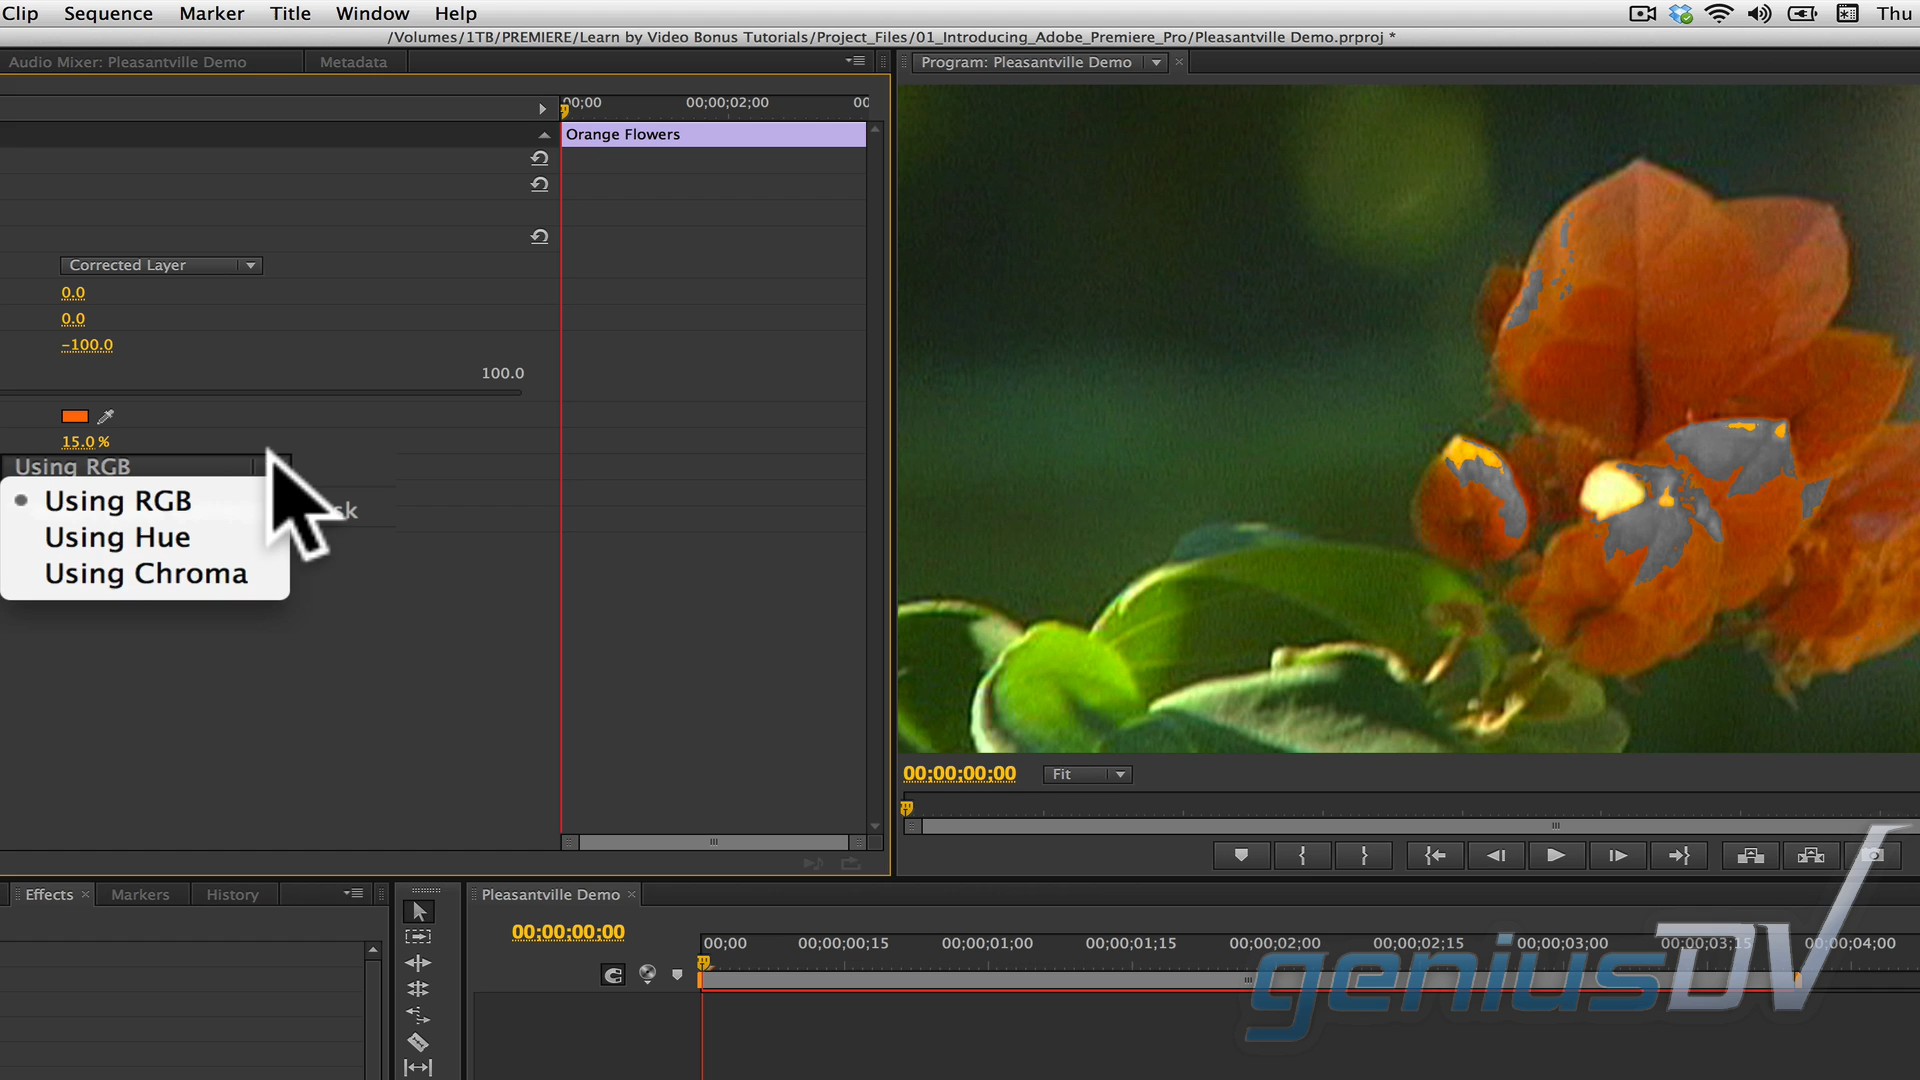 Clip Sequence Marker Title Window Help Thu
/Volumes/1TB/PREMIERE/Learn by Video Bonus Tutorials/Project_Files/01_Introducing_Adobe_Premiere_Pro/Pleasantville Demo.prproj *
Audio Mixer: Pleasantville Demo Metadata Program: Pleasantville Demo
00;00 00;00;02;00 00
Orange Flowers
Corrected Layer
0.0
0.0
-100.0
100.0
15.0 %
Using RGB
Using RGB
sk
Using Hue
Using Chroma
00;00;00;00 Fit
Effects Markers History Pleasantville Demo
00;00;00;00
00;00 00;00;00;15 00;00;01;00 00;00;01;15 00;00;02;00 00;00;02;15 00;00;03;00 00;00;03;15 00;00;04;00
geniusDV